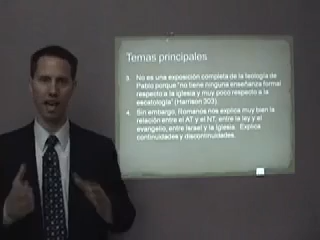 Temas principales
3. No es una exposición completa de la teología de
Pablo porque "no tiene ninguna enseñanza formal
respecto a la iglesia y muy poco respecto a la
escatología" (Harrison 303).
4. Sin embargo, Romanos nos explica muy bien la
relación entre el AT y el NT, entre la ley y el
evangelio, entre Israel y la Iglesia. Explica
continuidades y discontinuidades.